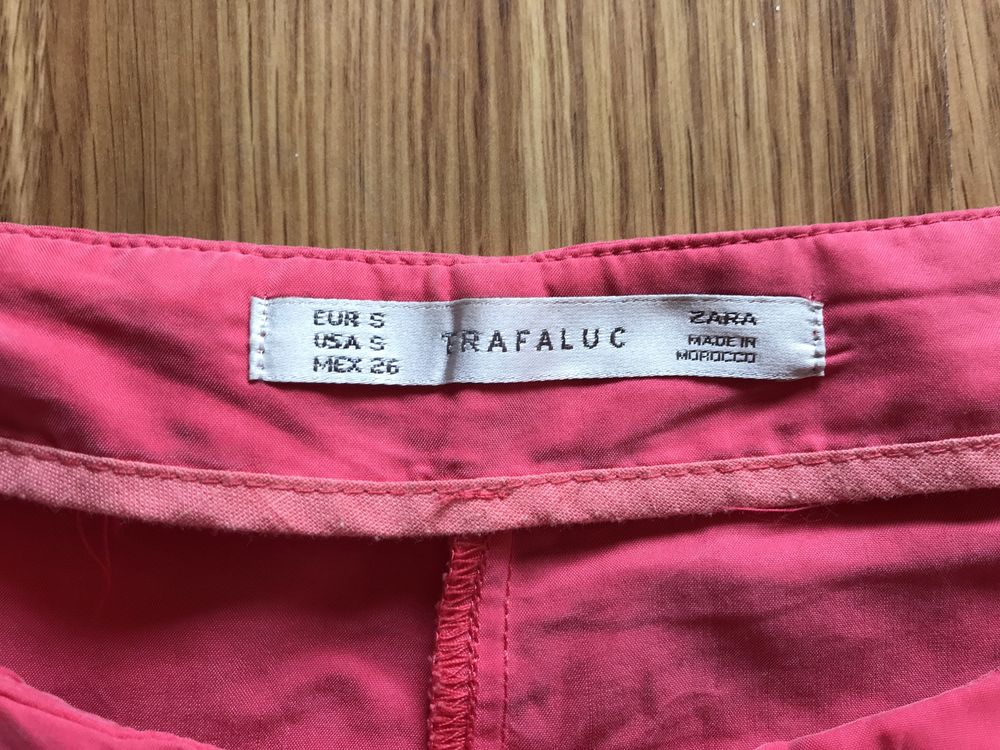 EUR S
USA S
MEX 26
TRAFALUC
ZARA
MADE IN
MOROCCO